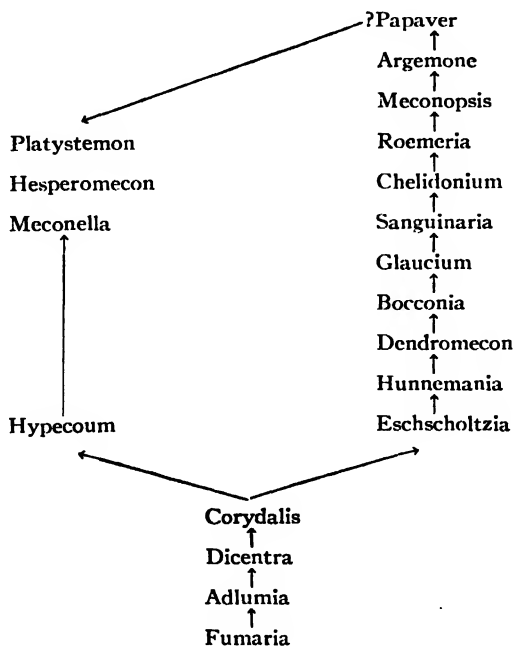 ?Papaver
Argemone
Meconopsis
Platystemon Roemeria
Hesperomecon Chelidonium
Meconella Sanguinaria
Glaucium
Bocconia
Dendromecon
Hunnemania
Hypecoum Eschscholtzia
Corydalis
Dicentra
Adlumia
Fumaria